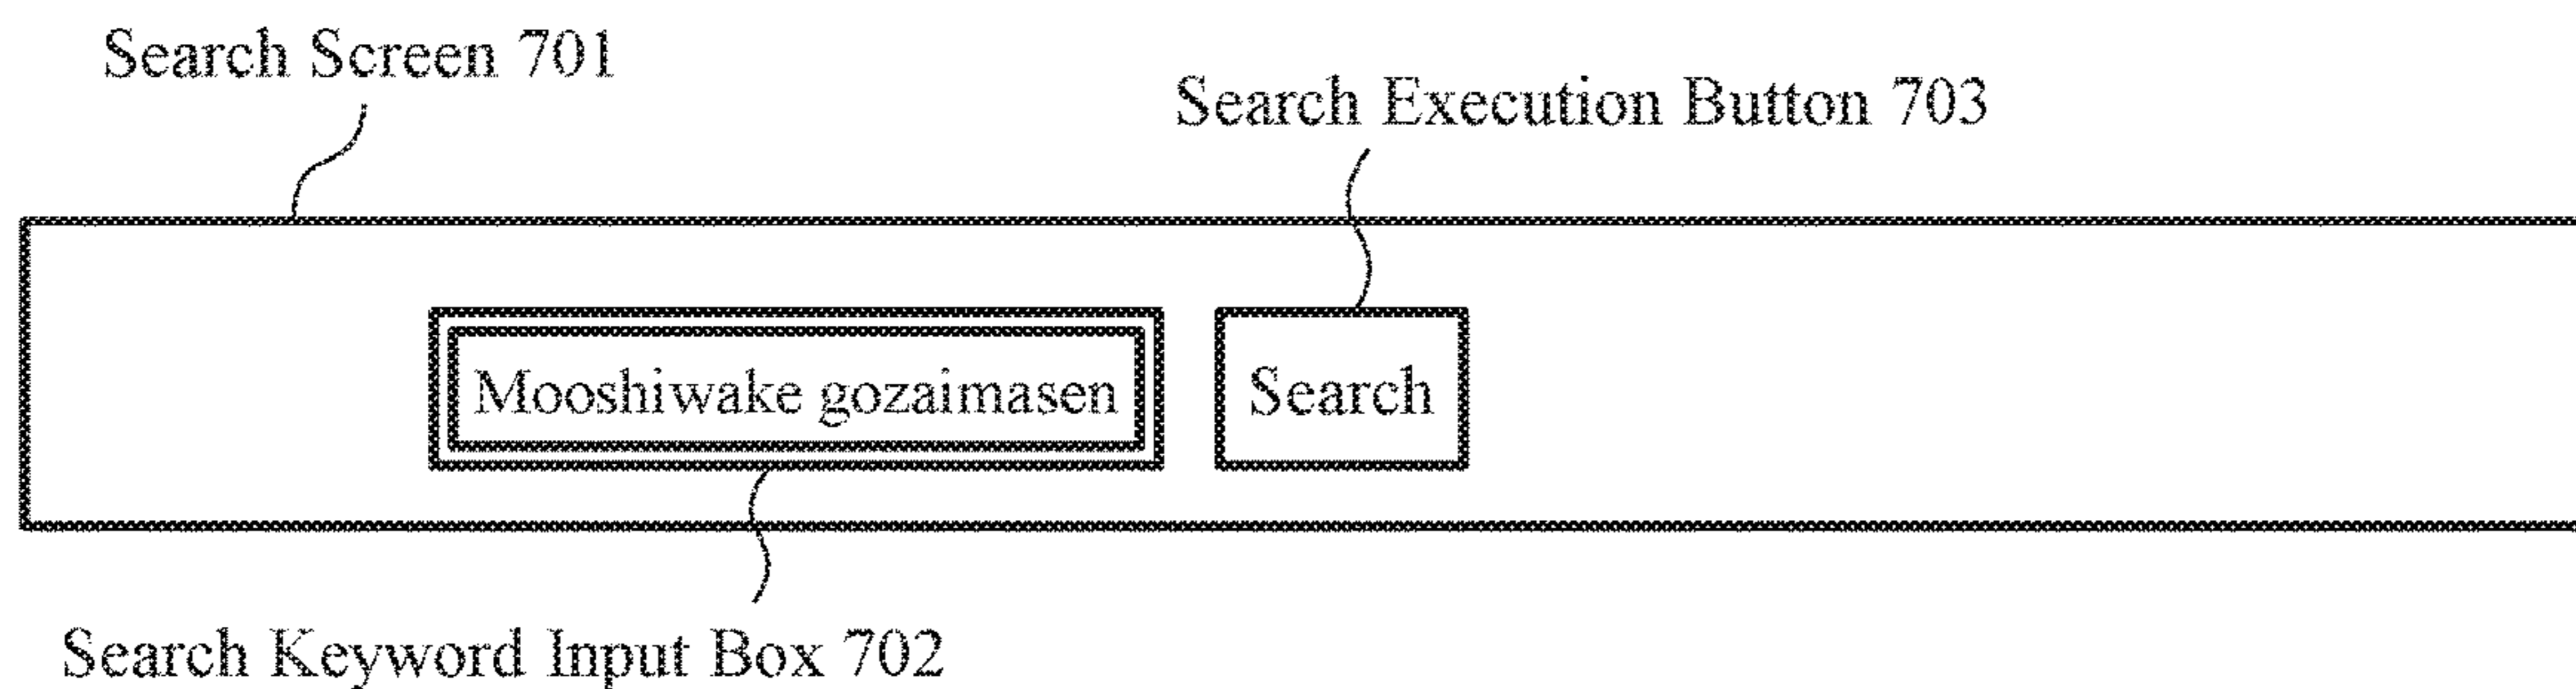 Search Screen 701
Search Execution Button 703
Mooshiwake gozaimasen
Search
Search Keyword Input Box 702